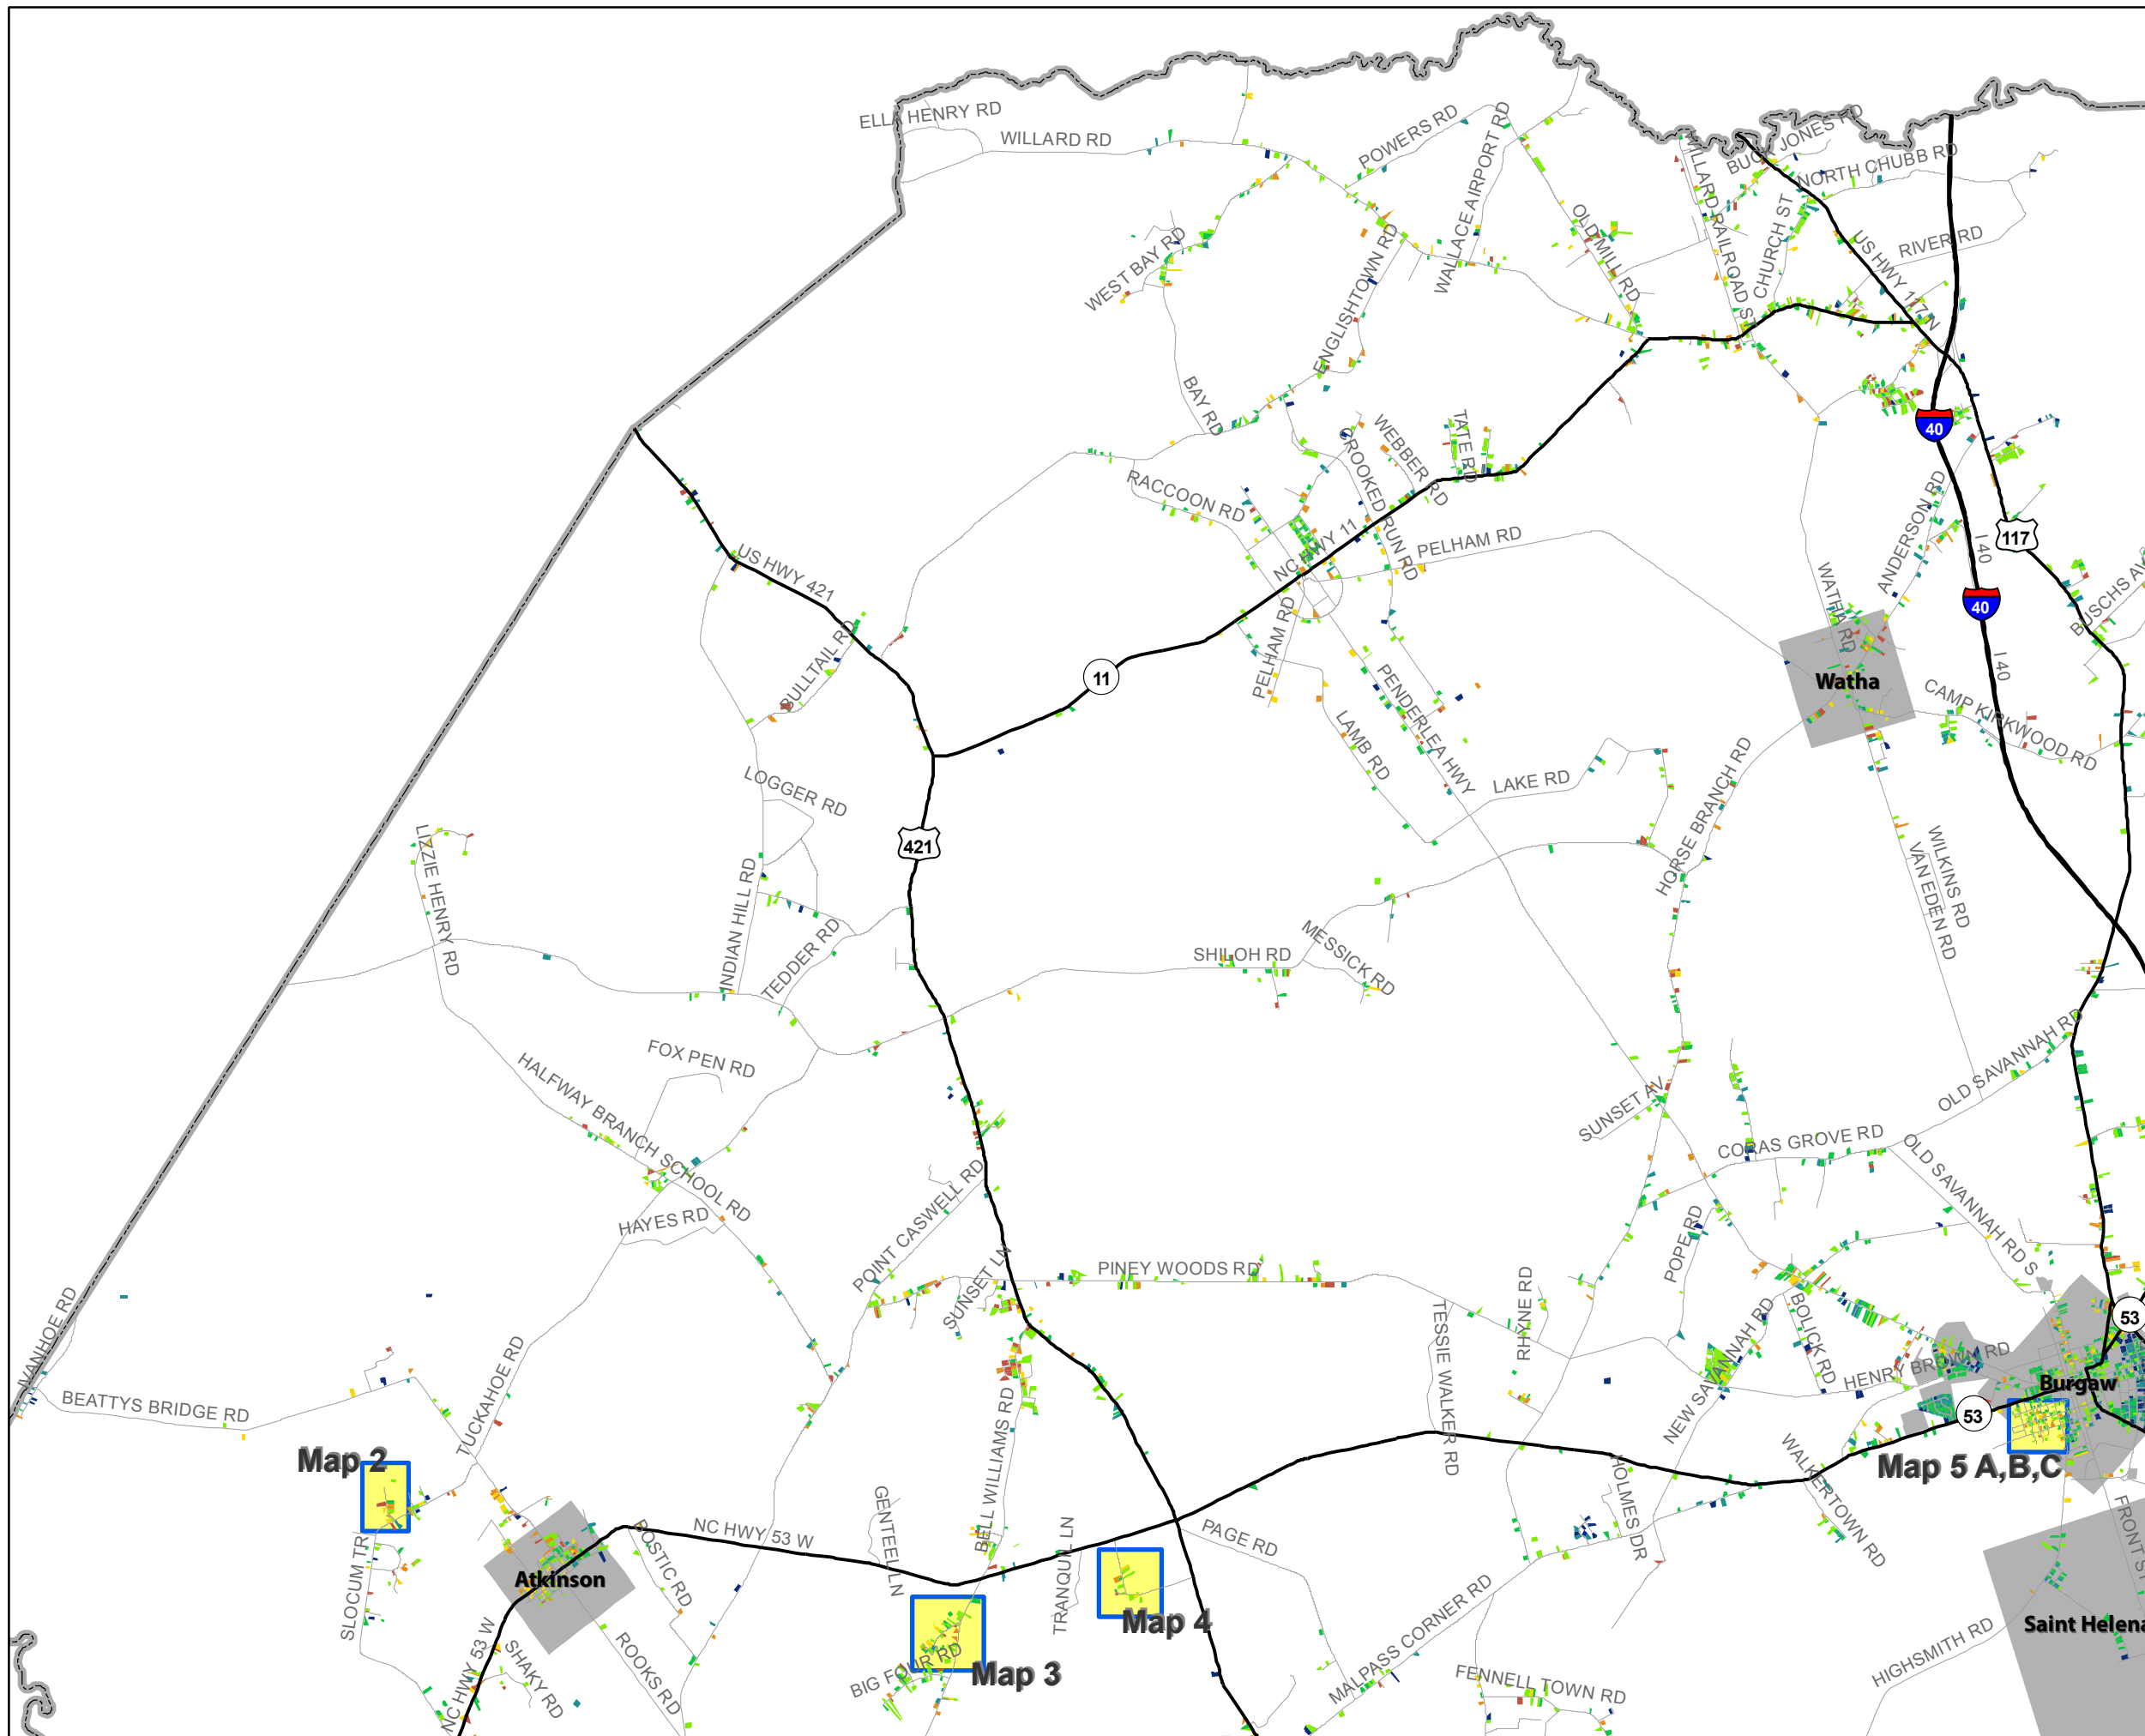 ELLA HENRY RD
WILLARD RD
POWERS RD
WALLACE AIRPORT RD
BUCK JONES RD
NORTH CHUBB RD
WILLARD RAILROAD ST
CHURCH ST
OLD MILL RD
US HWY 117 N
RIVER RD
WEST BAY RD
ENGLISHTOWN RD
BAY RD
40
CROOKED RUN RD
WEBBER RD
TATE RD
RACCOON RD
NC HWY 11
PELHAM RD
ANDERSON RD
I 40
117
US HWY 421
WATHA RD
40
BUSCHS AV
BULLTAIL RD
PELHAM RD
11
PENDERLEA HWY
I 40
Watha
CAMP KIRKWOOD RD
LAMB RD
LOGGER RD
LAKE RD
HORSE BRANCH RD
421
LIZZIE HENRY RD
INDIAN HILL RD
WILKINS RD
VAN EDEN RD
TEDDER RD
SHILOH RD
MESSICK RD
FOX PEN RD
HALFWAY BRANCH SCHOOL RD
OLD SAVANNAH RD
SUNSET AV
CORAS GROVE RD
OLD SAVANNAH RD S
HAYES RD
POINT CASWELL RD
SUNSET LN
PINEY WOODS RD
POPE RD
RHYNE RD
TESSIE WALKER RD
NEW SAVANNAH RD
BOLICK RD
53
IVANHOE RD
BEATTYS BRIDGE RD
TUCKAHOE RD
HENRY BROWN RD
Burgaw
53
BELL WILLIAMS RD
Map 2
Map 5 A,B,C
WALKERTOWN RD
HOLMES DR
FRONT ST
SLOCUM TR
Atkinson
BOSTIC RD
NC HWY 53 W
GENTEEL LN
TRANQUIL LN
PAGE RD
Map 4
MALPASS CORNER RD
Saint Helena
HIGHSMITH RD
NC HWY 53 W
SHAKY RD
ROOKS RD
BIG FOUR RD
Map 3
FENNELL TOWN RD